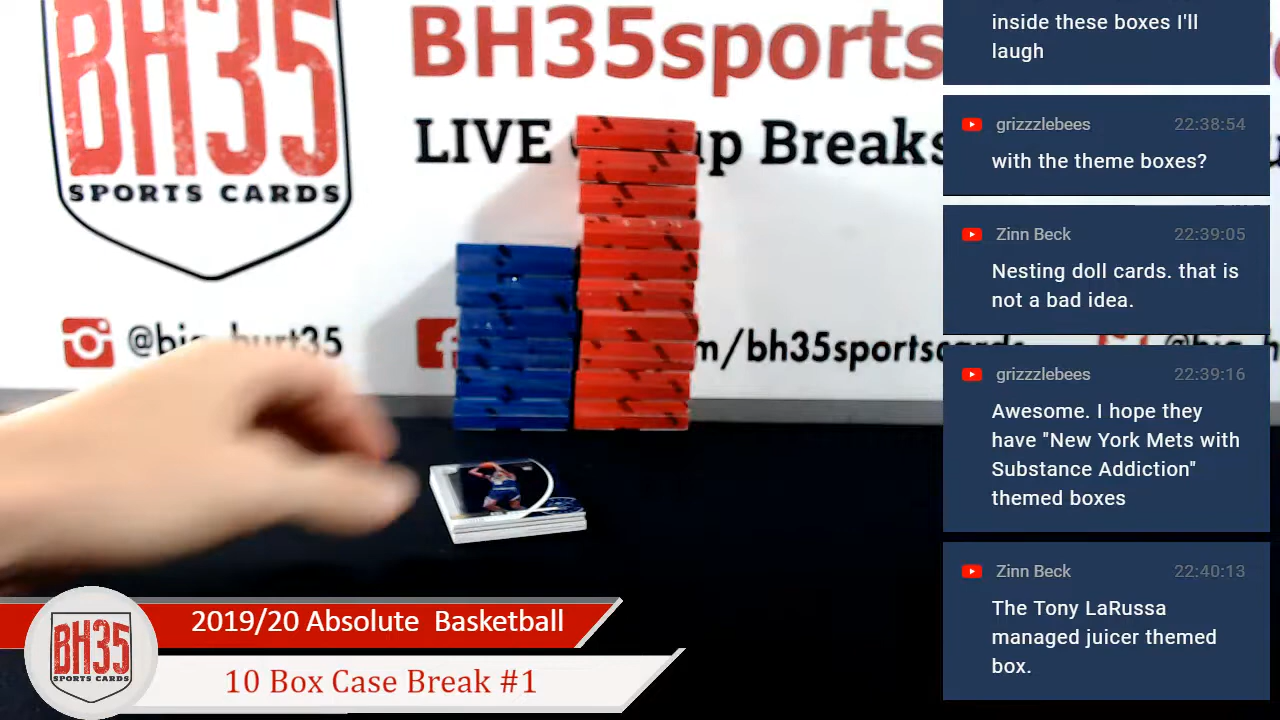 BH35
SPORTS CARDS
BH35sports
LIVE
Breaks
@big_hurt35
m/bh35sportscards
inside these boxes I'll
laugh
grizzzlebees 22:38:54
with the theme boxes?
Zinn Beck 22:39:05
Nesting doll cards. that is
not a bad idea.
grizzzlebees 22:39:16
Awesome. I hope they
have "New York Mets with
Substance Addiction"
themed boxes
Zinn Beck 22:40:13
The Tony LaRussa
managed juicer themed
box.
2019/20 Absolute Basketball
10 Box Case Break #1
BH35
SPORTS CARDS